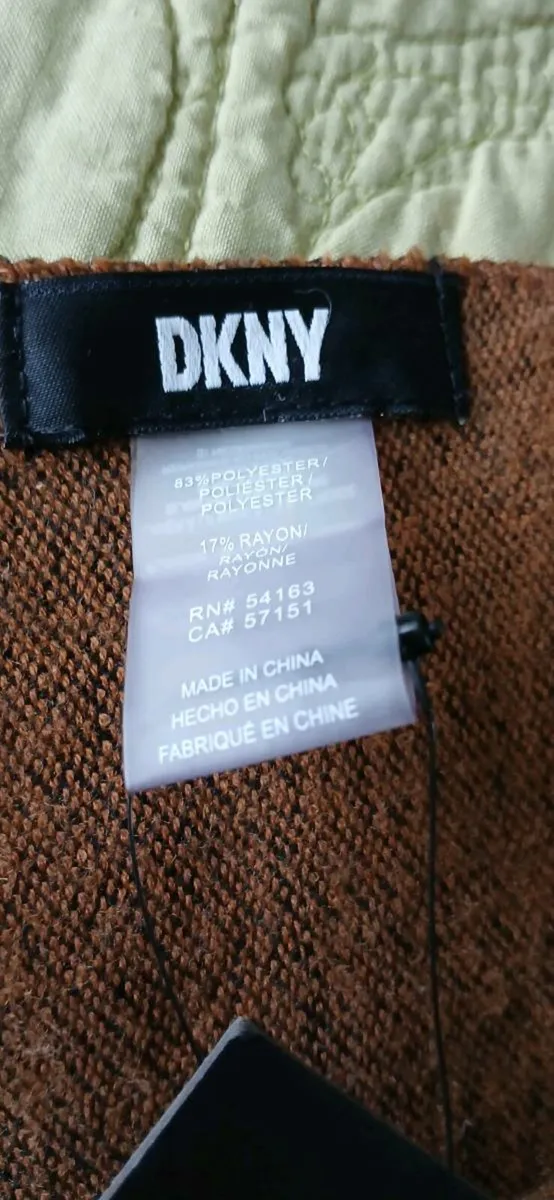 DKNY
83%POLYESTER/
POLIÉSTER/
POLYESTER
17% RAYON/
RAYÓN/
RAYONNE
RN# 54163
CA# 57151
MADE IN CHINA
HECHO EN CHINA
FABRIQUÉ EN CHINE